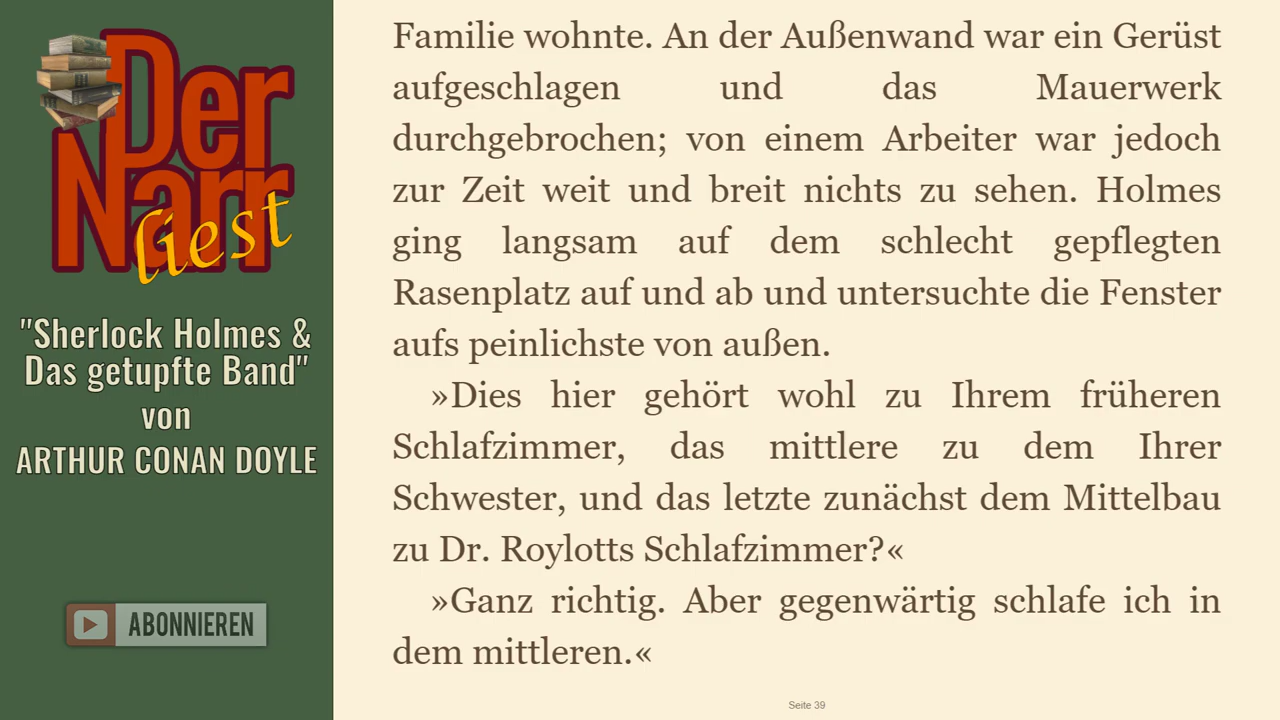 Der
Narr
liest
"Sherlock Holmes &
Das getupfte Band"
von
ARTHUR CONAN DOYLE
ABONNIEREN
Familie wohnte. An der Außenwand war ein Gerüst
aufgeschlagen und das Mauerwerk
durchgebrochen; von einem Arbeiter war jedoch
zur Zeit weit und breit nichts zu sehen. Holmes
ging langsam auf dem schlecht gepflegten
Rasenplatz auf und ab und untersuchte die Fenster
aufs peinlichste von außen.
»Dies hier gehört wohl zu Ihrem früheren
Schlafzimmer, das mittlere zu dem Ihrer
Schwester, und das letzte zunächst dem Mittelbau
zu Dr. Roylotts Schlafzimmer?«
»Ganz richtig. Aber gegenwärtig schlafe ich in
dem mittleren.«
Seite 39